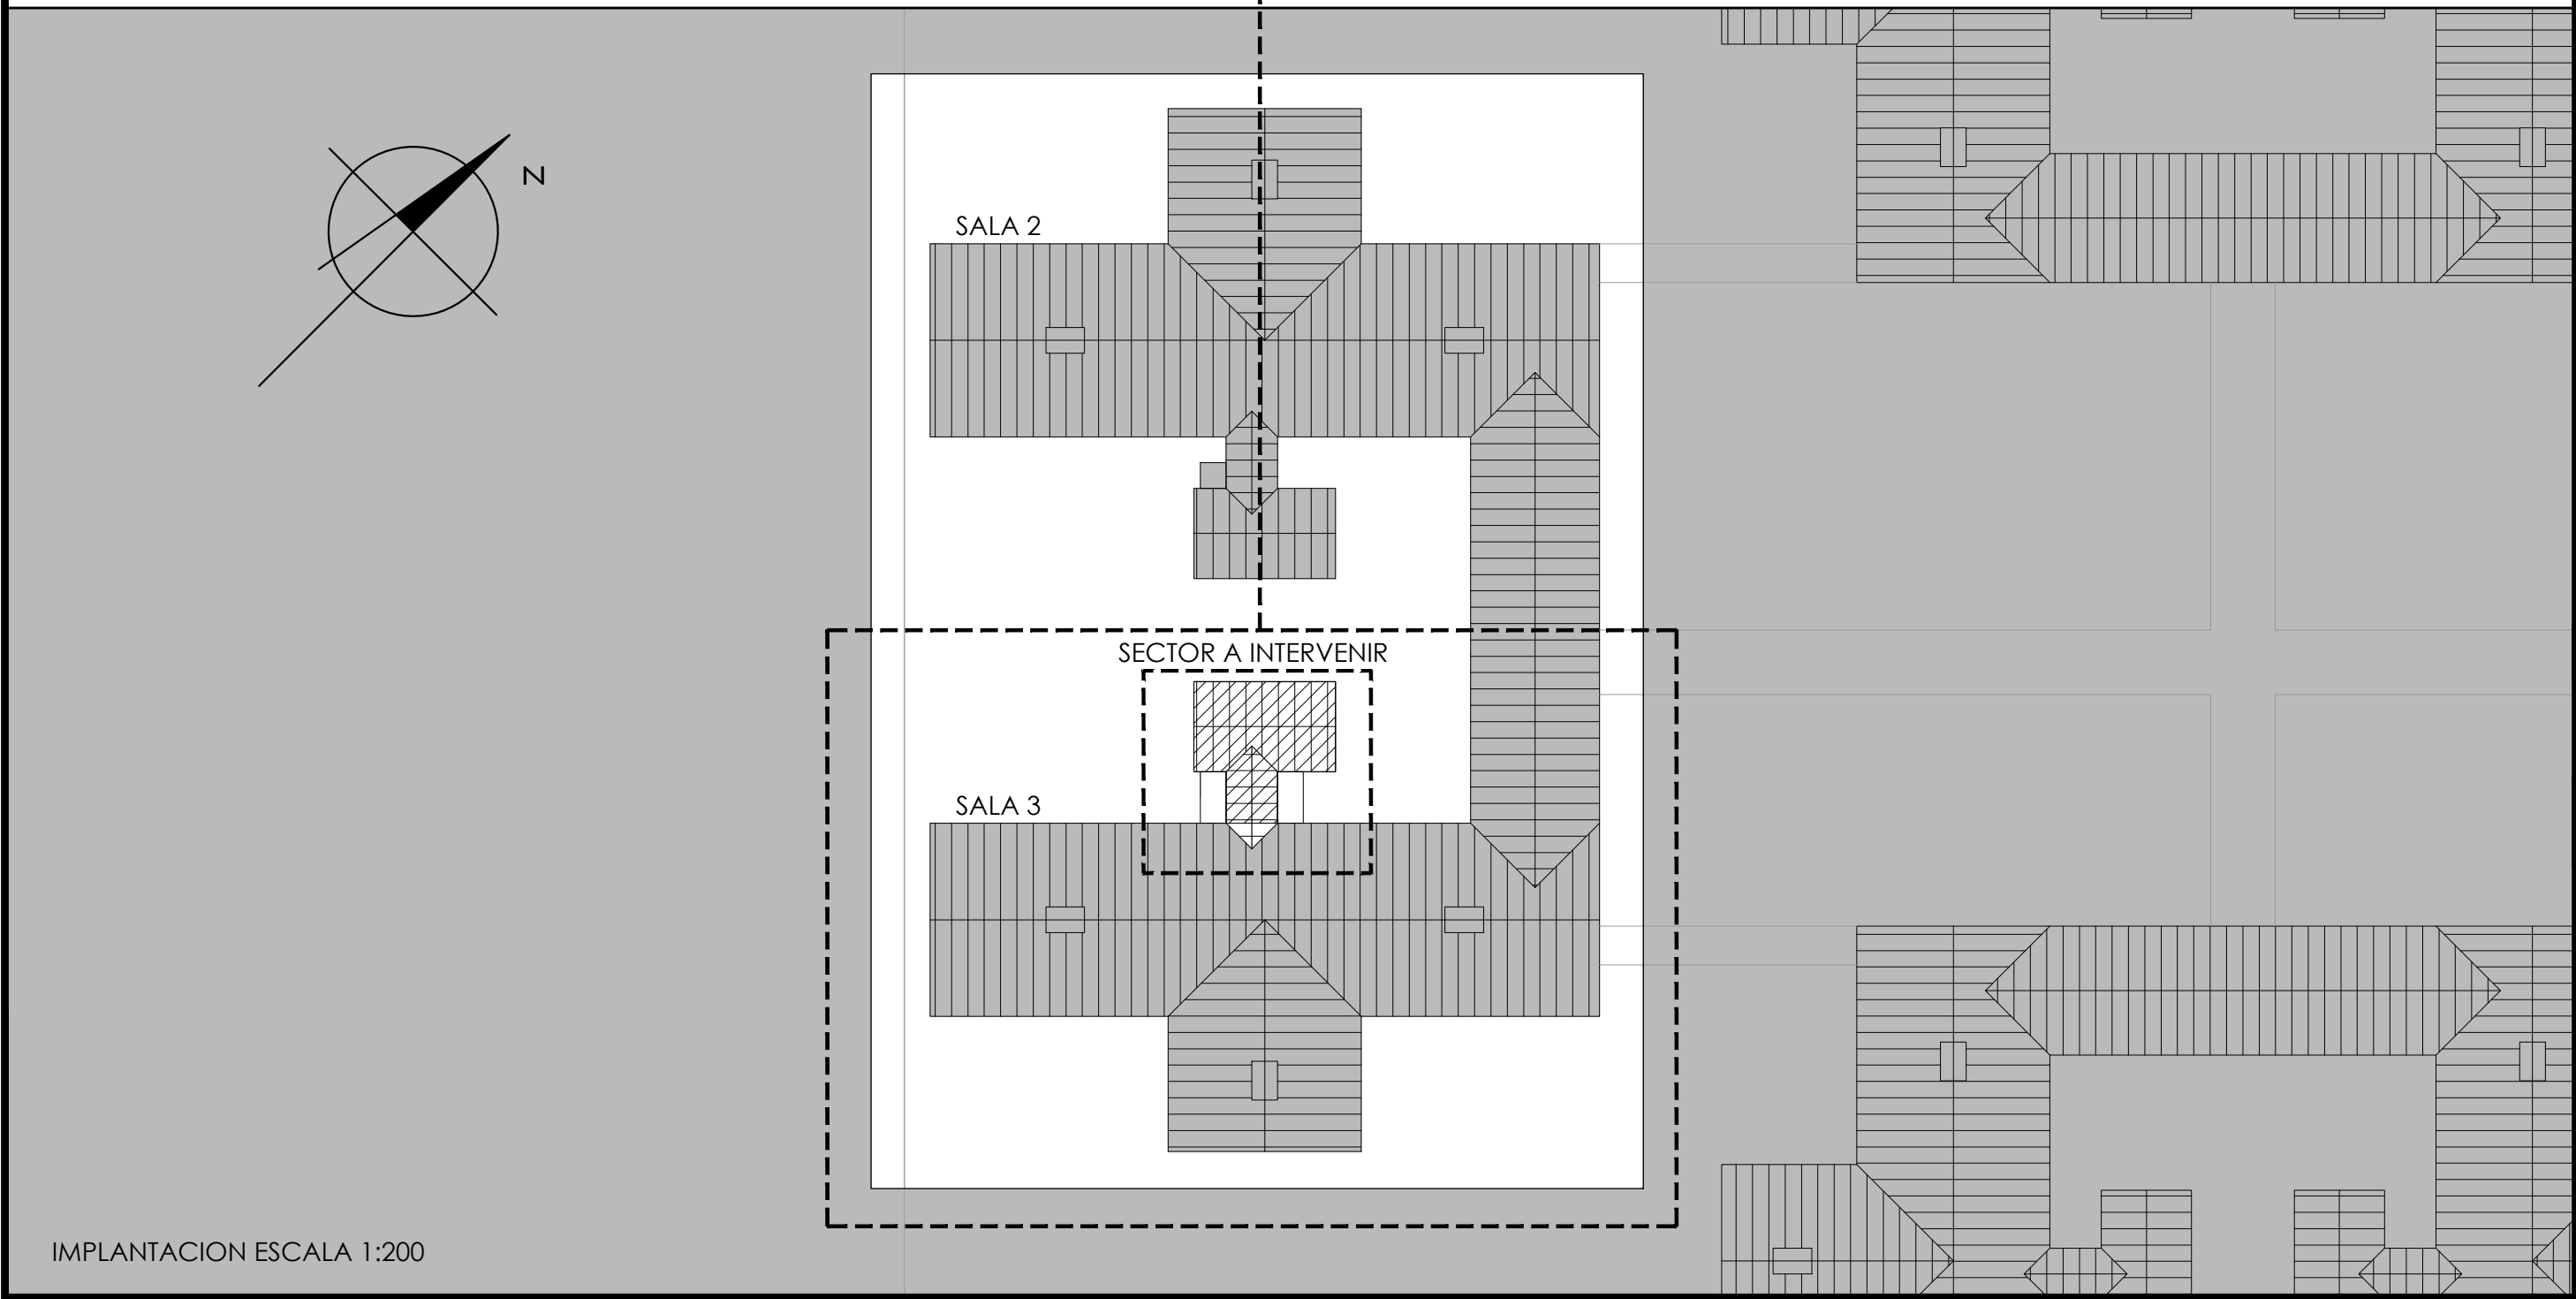 N
SALA 2
SECTOR A INTERVENIR
SALA 3
IMPLANTACION ESCALA 1:200